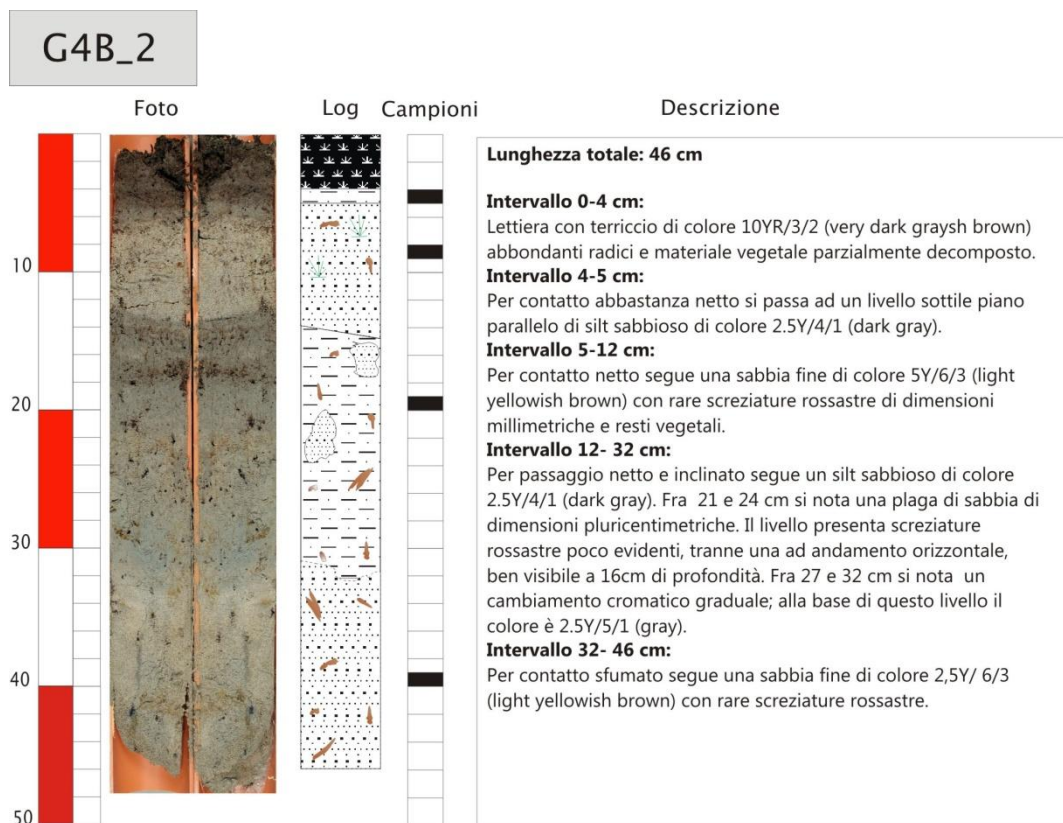 G4B_2
Foto
Log
Campioni
Descrizione
10
20
30
40
50
Lunghezza totale: 46 cm
Intervallo 0-4 cm:
Lettiera con terriccio di colore 10YR/3/2 (very dark graysh brown)
abbondanti radici e materiale vegetale parzialmente decomposto.
Intervallo 4-5 cm:
Per contatto abbastanza netto si passa ad un livello sottile piano
parallelo di silt sabbioso di colore 2.5Y/4/1 (dark gray).
Intervallo 5-12 cm:
Per contatto netto segue una sabbia fine di colore 5Y/6/3 (light
yellowish brown) con rare screziature rossastre di dimensioni
millimetriche e resti vegetali.
Intervallo 12- 32 cm:
Per passaggio netto e inclinato segue un silt sabbioso di colore
2.5Y/4/1 (dark gray). Fra 21 e 24 cm si nota una plaga di sabbia di
dimensioni pluricentimetriche. Il livello presenta screziature
rossastre poco evidenti, tranne una ad andamento orizzontale,
ben visibile a 16cm di profondità. Fra 27 e 32 cm si nota un
cambiamento cromatico graduale; alla base di questo livello il
colore è 2.5Y/5/1 (gray).
Intervallo 32- 46 cm:
Per contatto sfumato segue una sabbia fine di colore 2,5Y/ 6/3
(light yellowish brown) con rare screziature rossastre.